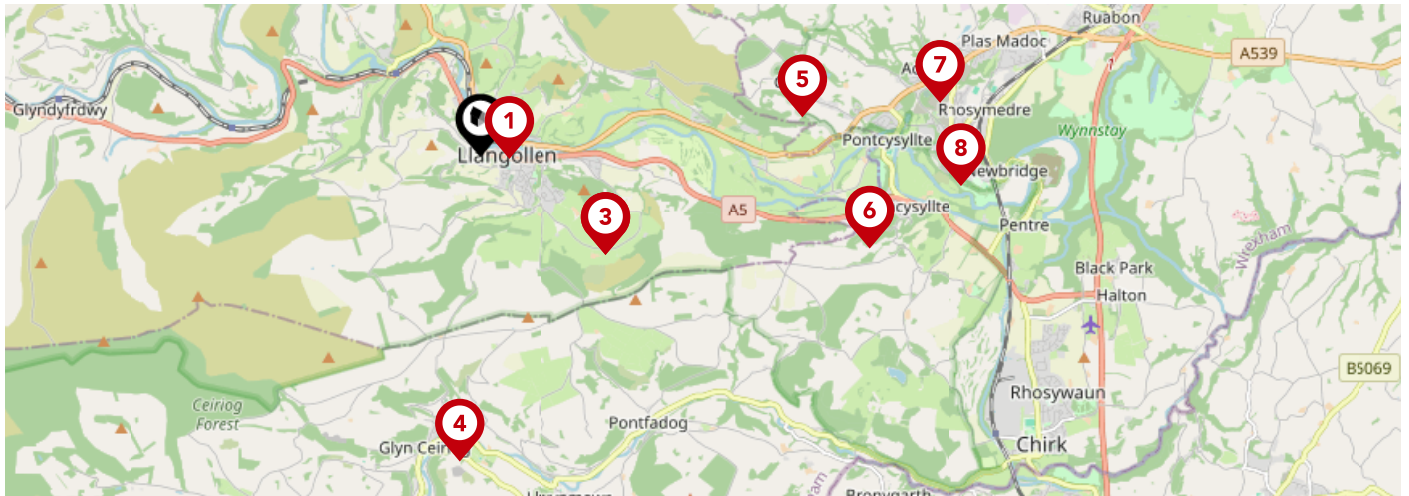 Ruabon
Plas Madoc
A539
7
5
Glyndyfrdwy
Rhosymedre
1
Wynnstay
Pontcysyllte
8
Llangollen
Newbridge
3
A5
6
cysyllte
Pentre
Wrexham
Black Park
Halton
B5069
Ceiriog
Forest
Rhosywaun
4
Pontfadog
Glyn Ceiriog
Chirk